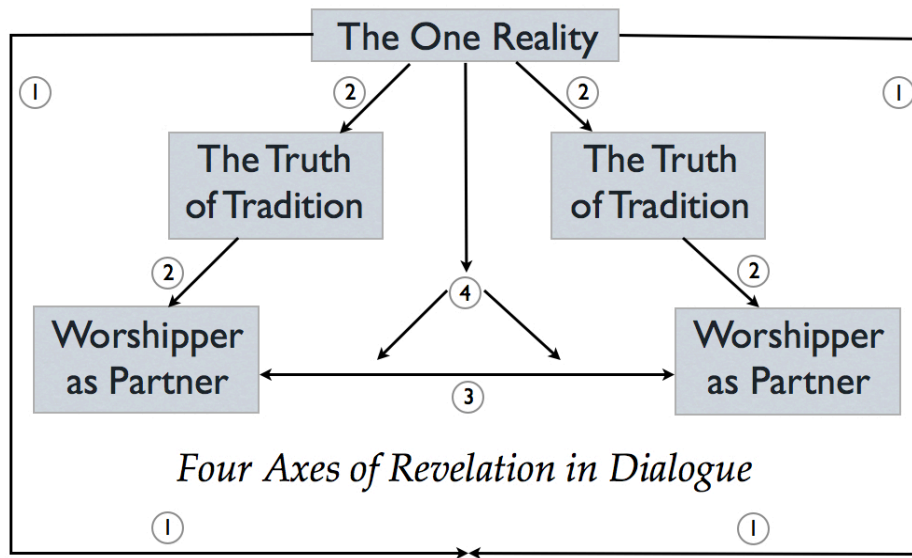 The One Reality
1
2
2
1
The Truth
of Tradition
The Truth
of Tradition
2
4
2
Worshipper
as Partner
Worshipper
as Partner
3
Four Axes of Revelation in Dialogue
1
1